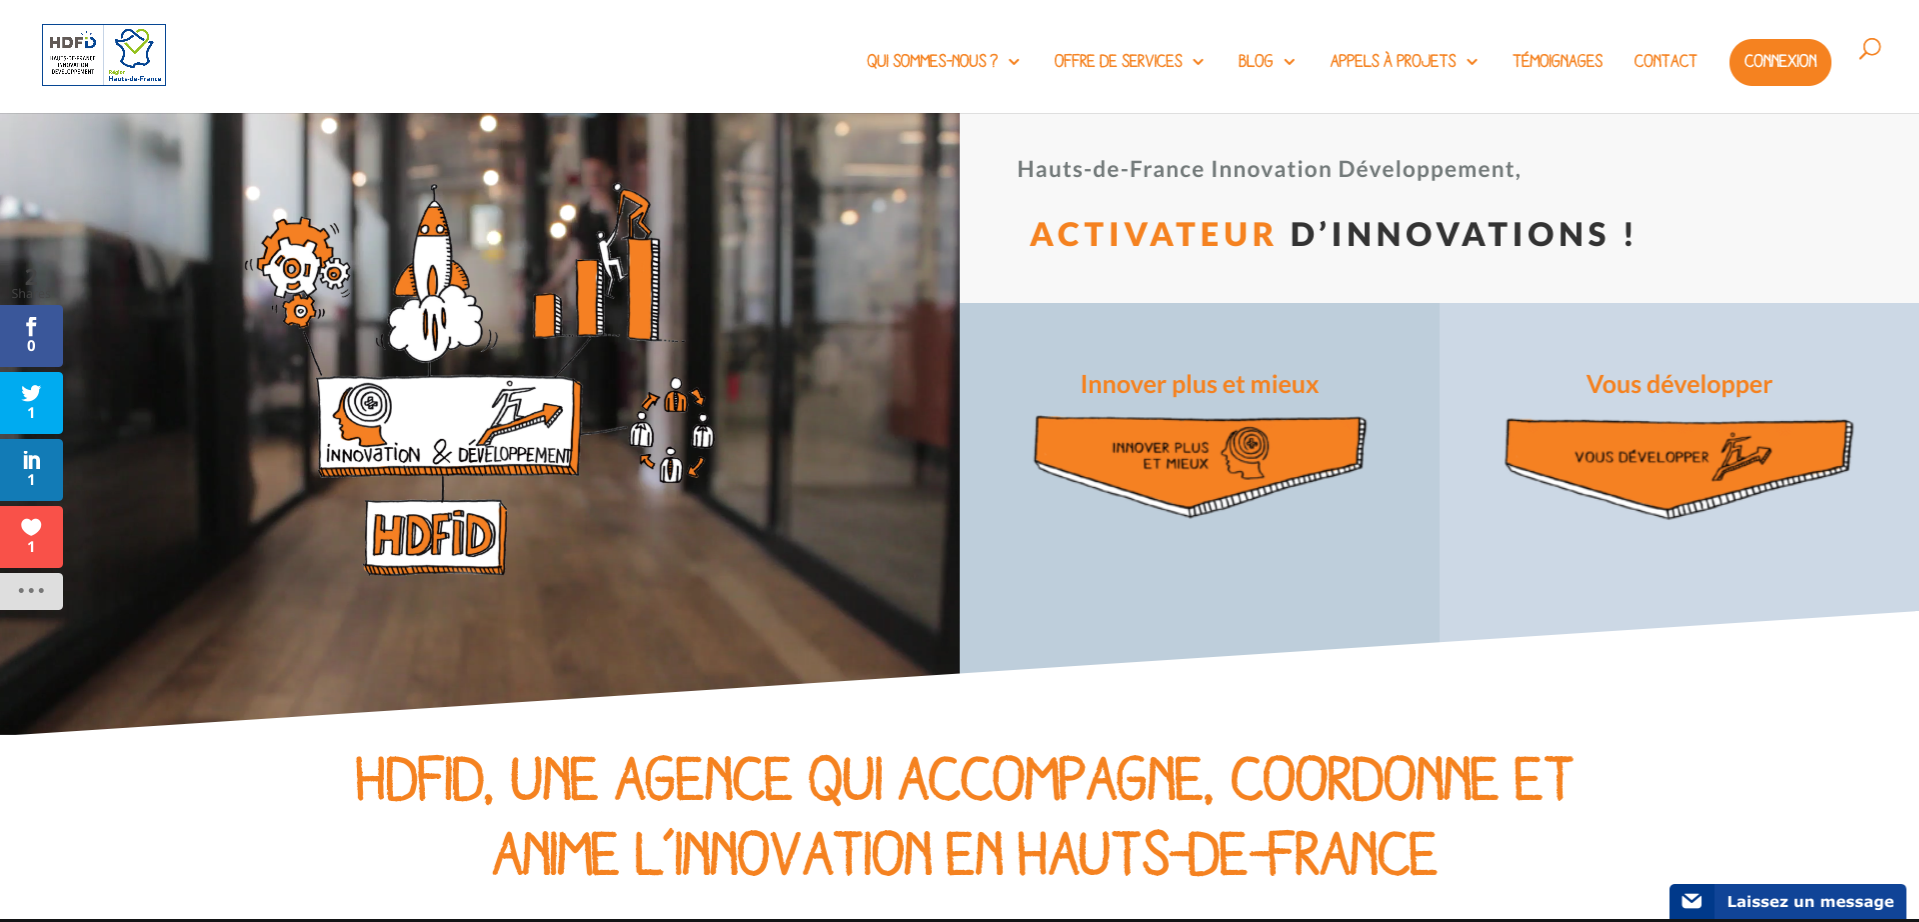 HDFiD
HAUTS-DE-FRANCE
INNOVATION
DÉVELOPPEMENT
Région
Hauts-de-France
QUI SOMMES-NOUS ?
OFFRE DE SERVICES
BLOG
APPELS À PROJETS
TÉMOIGNAGES
CONTACT
CONNEXION
Hauts-de-France Innovation Développement,
ACTIVATEUR D’INNOVATIONS !
2
0
1
in
1
1
iNNOVATiON & DÉVELOPPEMENT
HDFiD
Innover plus et mieux
INNOVER PLUS
ET MIEUX
Vous développer
VOUS DÉVELOPPER
HDFID, UNE AGENCE QUI ACCOMPAGNE, COORDONNE ET
ANIME L’INNOVATION EN HAUTS-DE-FRANCE
Laissez un message